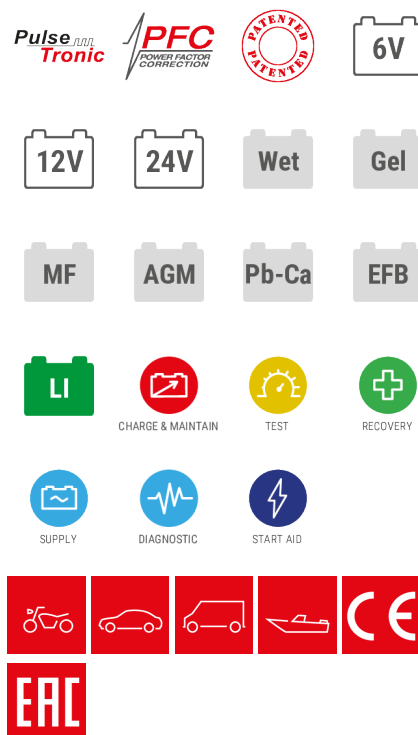 Pulse
Tronic
PFC
POWER FACTOR
CORRECTION
PATENTED
PATENTED
6V
12V
24V
Wet
Gel
MF
AGM
Pb-Ca
EFB
LI
CHARGE & MAINTAIN
TEST
RECOVERY
SUPPLY
DIAGNOSTIC
START AID
CE
EAC